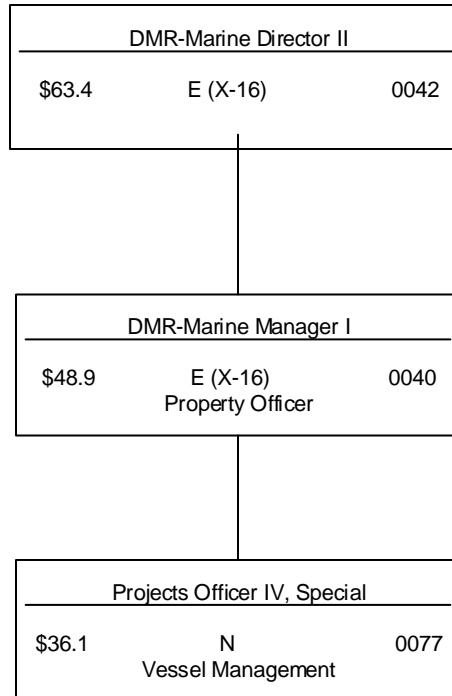 DMR-Marine Director II
$63.4 E (X-16) 0042
DMR-Marine Manager I
$48.9 E (X-16) 0040
Property Officer
Projects Officer IV, Special
$36.1 N 0077
Vessel Management